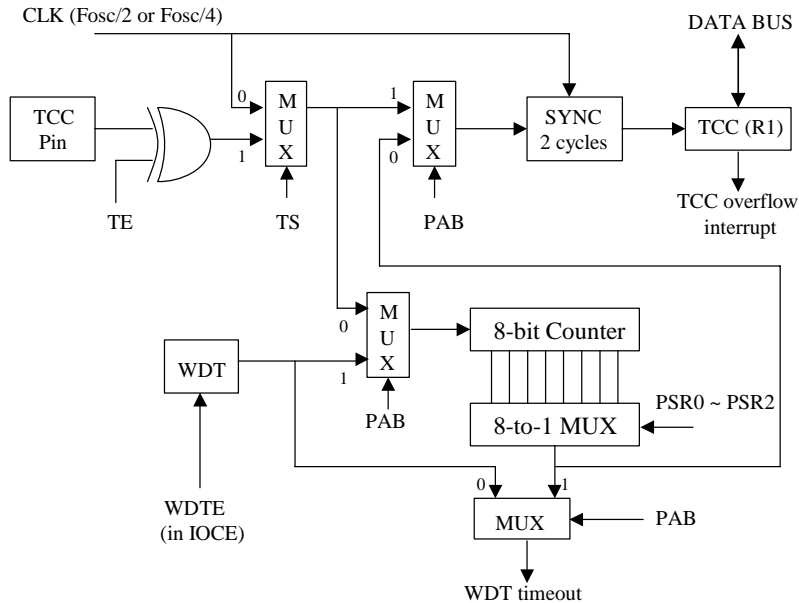 CLK (Fosc/2 or Fosc/4)
DATA BUS
TCC
Pin
0
1
M
U
X
1
0
M
U
X
SYNC
2 cycles
TCC (R1)
TE
TS
PAB
TCC overflow
interrupt
0
1
M
U
X
8-bit Counter
WDT
PAB
8-to-1 MUX
PSR0 ~ PSR2
WDTE
(in IOCE)
0
1
MUX
PAB
WDT timeout